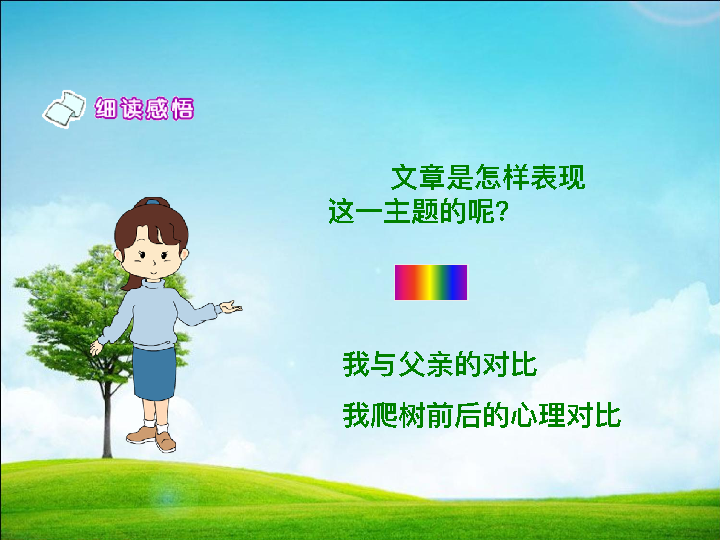 细读感悟
文章是怎样表现
这一主题的呢?
我与父亲的对比
我爬树前后的心理对比